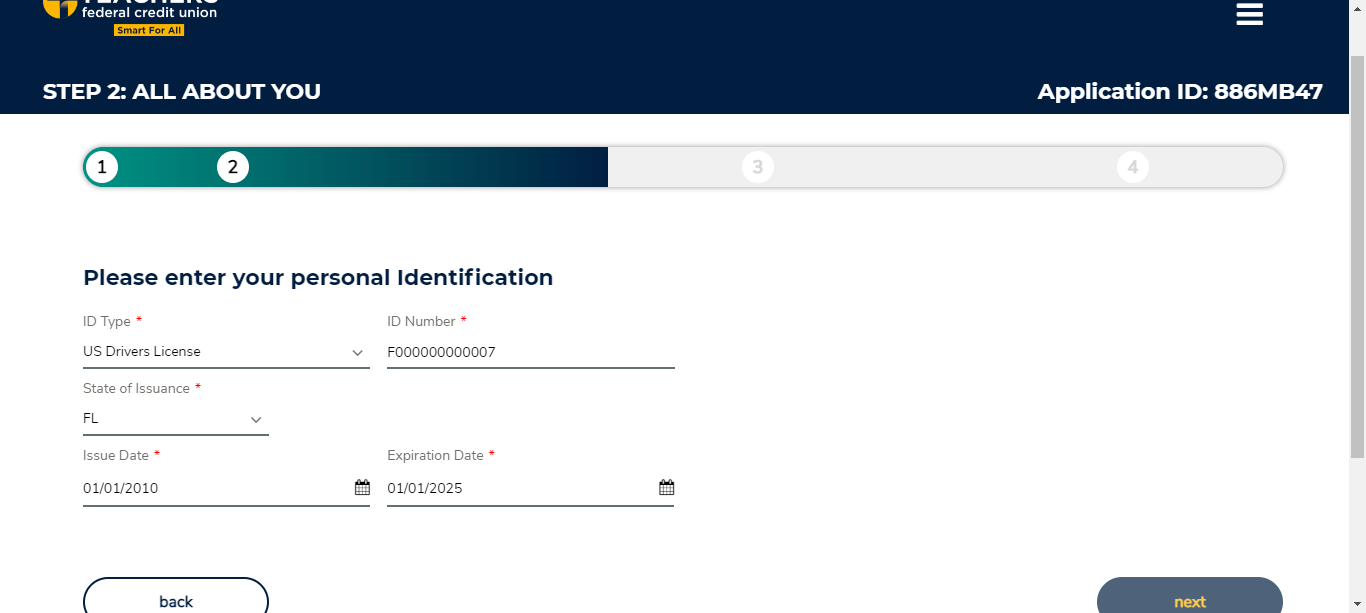 TEACHERS
federal credit union
Smart For All
STEP 2: ALL ABOUT YOU
Application ID: 886MB47
1 2 3 4
Please enter your personal Identification
ID Type * ID Number *
US Drivers License F000000000007
State of Issuance *
FL
Issue Date * Expiration Date *
01/01/2010 01/01/2025
back next